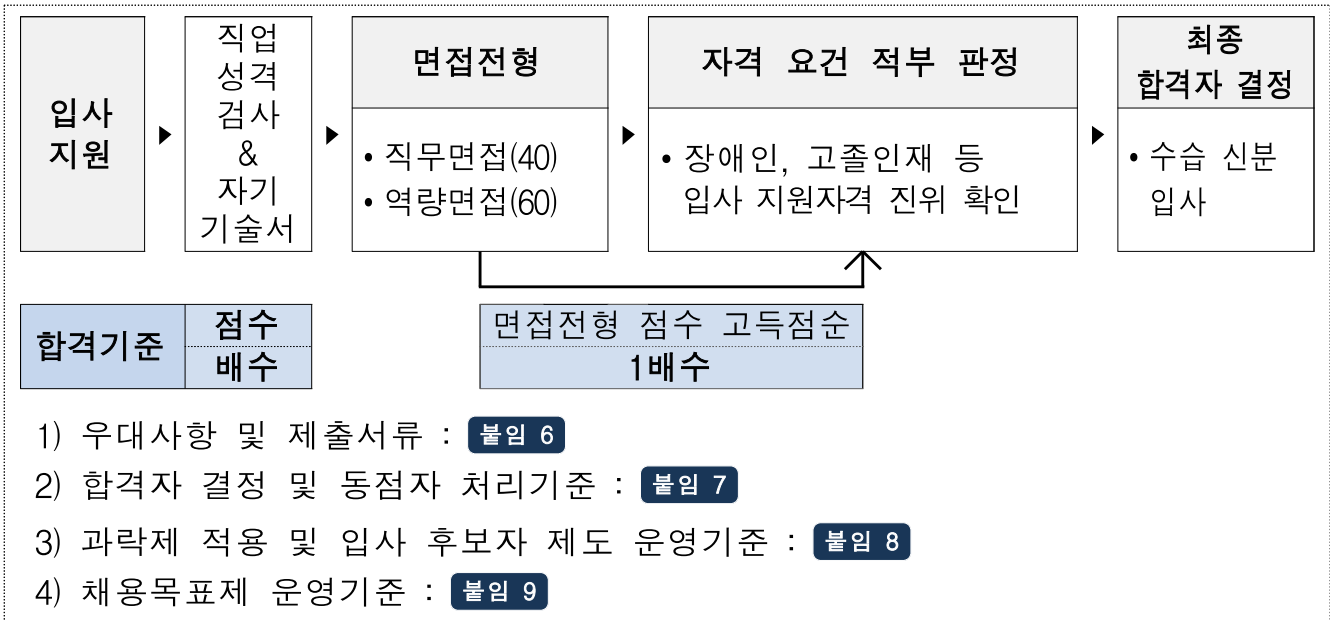 입사
지원
▶
직업
성격
검사
&
자기
기술서
▶
면접전형
• 직무면접(40)
• 역량면접(60)
▶
자격 요건 적부 판정
• 장애인, 고졸인재 등
입사 지원자격 진위 확인
▶
최종
합격자 결정
• 수습 신분
입사
합격기준
점수
배수
면접전형 점수 고득점순
1배수
1) 우대사항 및 제출서류 : 붙임 6
2) 합격자 결정 및 동점자 처리기준 : 붙임 7
3) 과락제 적용 및 입사 후보자 제도 운영기준 : 붙임 8
4) 채용목표제 운영기준 : 붙임 9